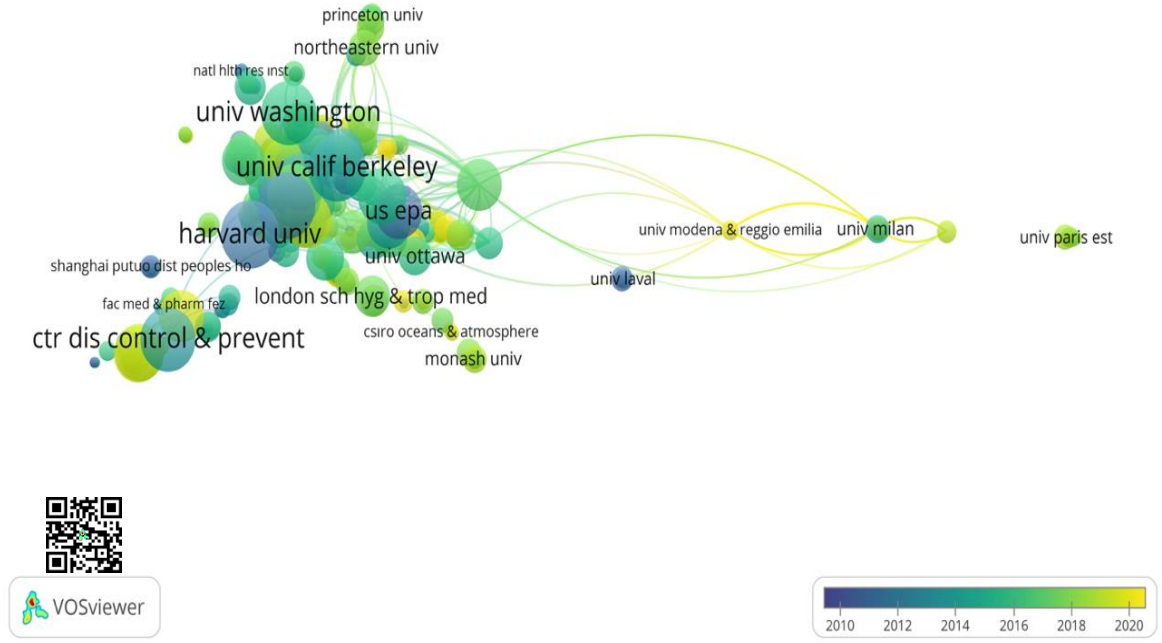 princeton univ
northeastern univ
natl hlth res inst
univ washington
univ calif berkeley
us epa
harvard univ
univ modena & reggio emilia
univ milan
univ paris est
univ ottawa
shanghai putuo dist peoples ho
univ laval
london sch hyg & trop med
fac med & pharm fez
csiro oceans & atmosphere
ctr dis control & prevent
monash univ
VOSviewer
2010 2012 2014 2016 2018 2020